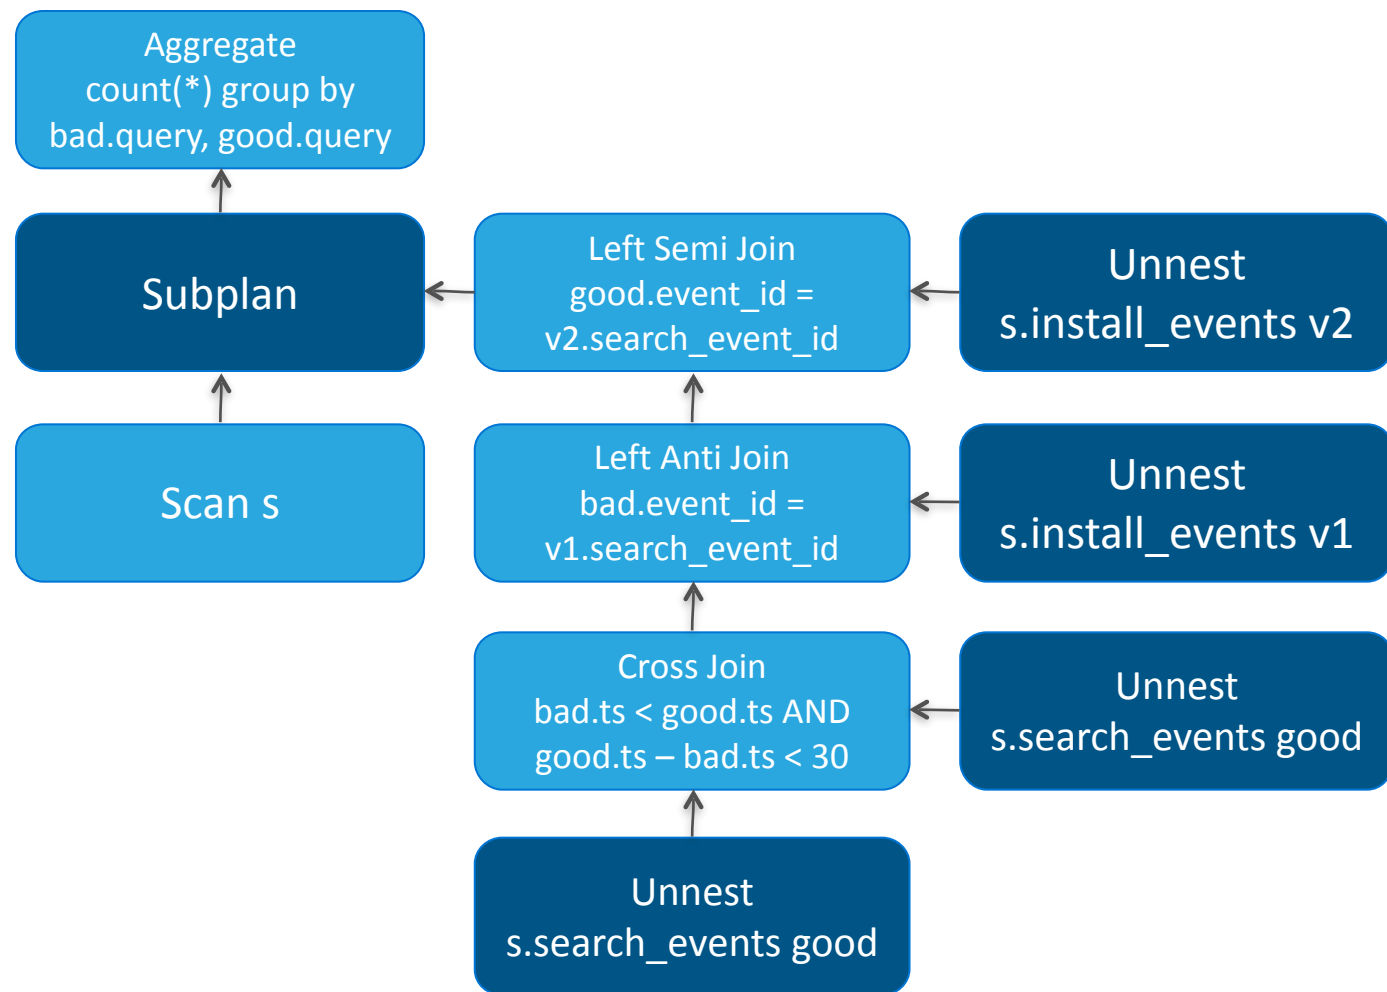 Aggregate
count(*) group by
bad.query, good.query
Subplan
Left Semi Join
good.event_id =
v2.search_event_id
Unnest
s.install_events v2
Scan s
Left Anti Join
bad.event_id =
v1.search_event_id
Unnest
s.install_events v1
Cross Join
bad.ts < good.ts AND
good.ts – bad.ts < 30
Unnest
s.search_events good
Unnest
s.search_events good